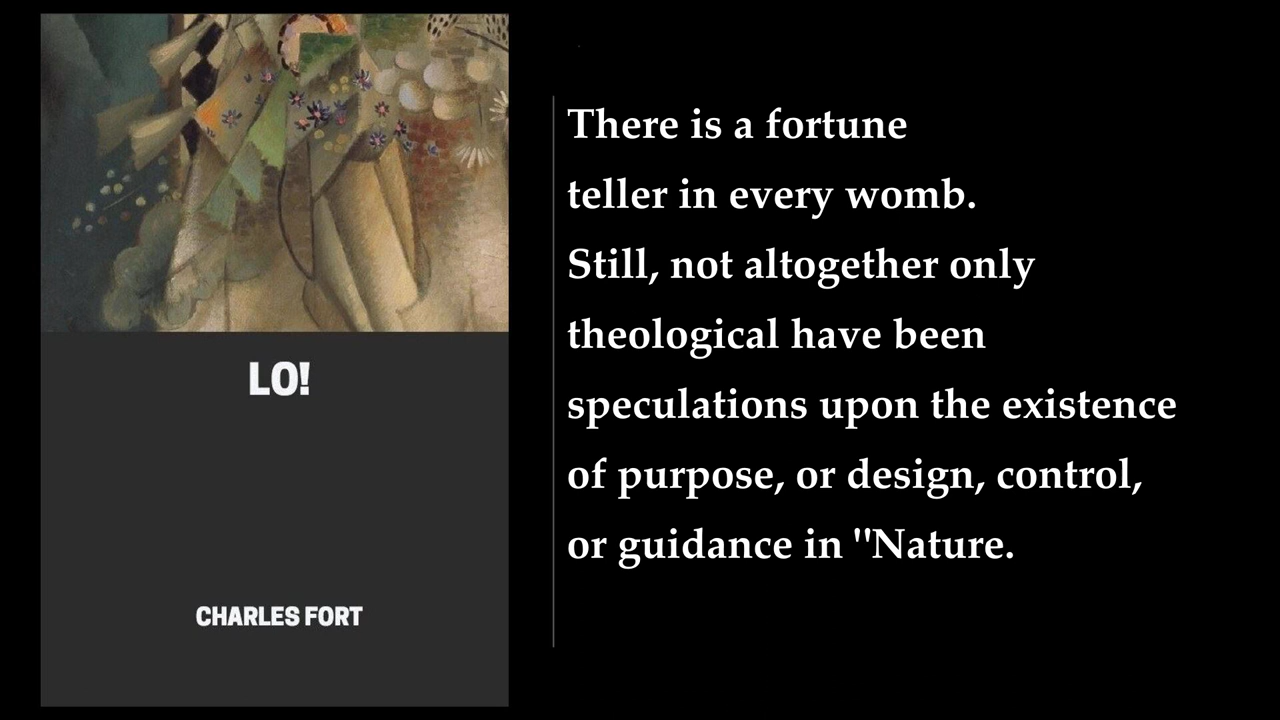 LO!
CHARLES FORT
There is a fortune
teller in every womb.
Still, not altogether only
theological have been
speculations upon the existence
of purpose, or design, control,
or guidance in "Nature.